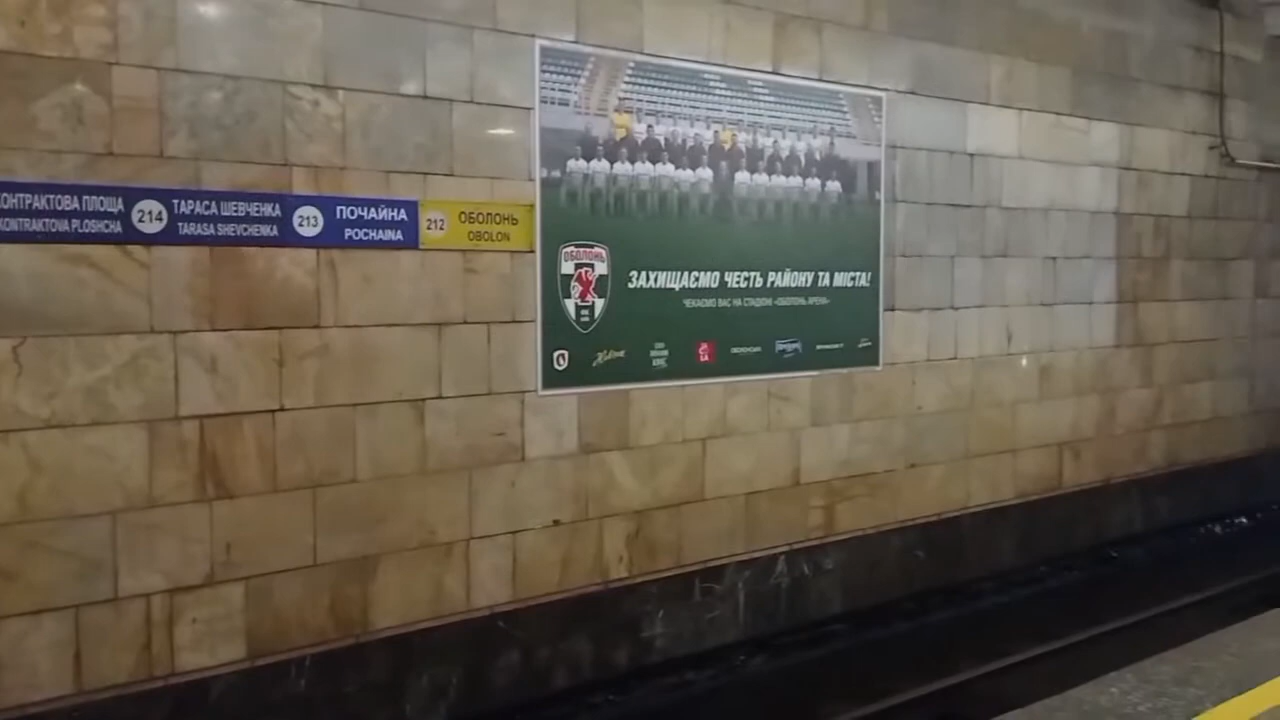 КОНТРАКТОВА ПЛОЩА
KONTRAKTOVA PLOSHCHA
214
ТАРАСА ШЕВЧЕНКА
TARASA SHEVCHENKA
213
ПОЧАЙНА
POCHAINA
212
ОБОЛОНЬ
OBOLON
ОБОЛОНЬ
ЗАХИЩАЄМО ЧЕСТЬ РАЙОНУ ТА МІСТА!
ЧЕКАЄМО ВАС НА СТАДІОНІ «ОБОЛОНЬ АРЕНА»